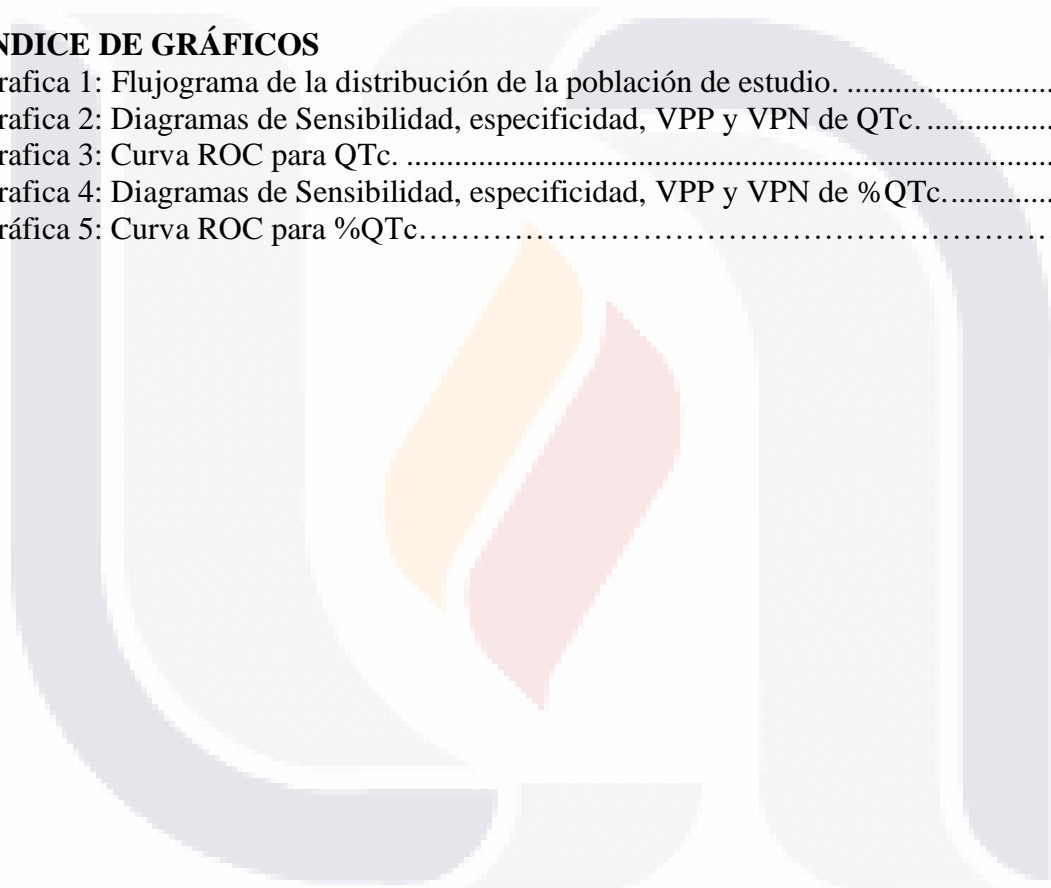 NDICE DE GRÁFICOS
rafica 1: Flujograma de la distribución de la población de estudio. .......................
rafica 2: Diagramas de Sensibilidad, especificidad, VPP y VPN de QTc. ..............
rafica 3: Curva ROC para QTc. ..........................................................................
rafica 4: Diagramas de Sensibilidad, especificidad, VPP y VPN de %QTc..............
ráfica 5: Curva ROC para %QTc……………………………………………………………